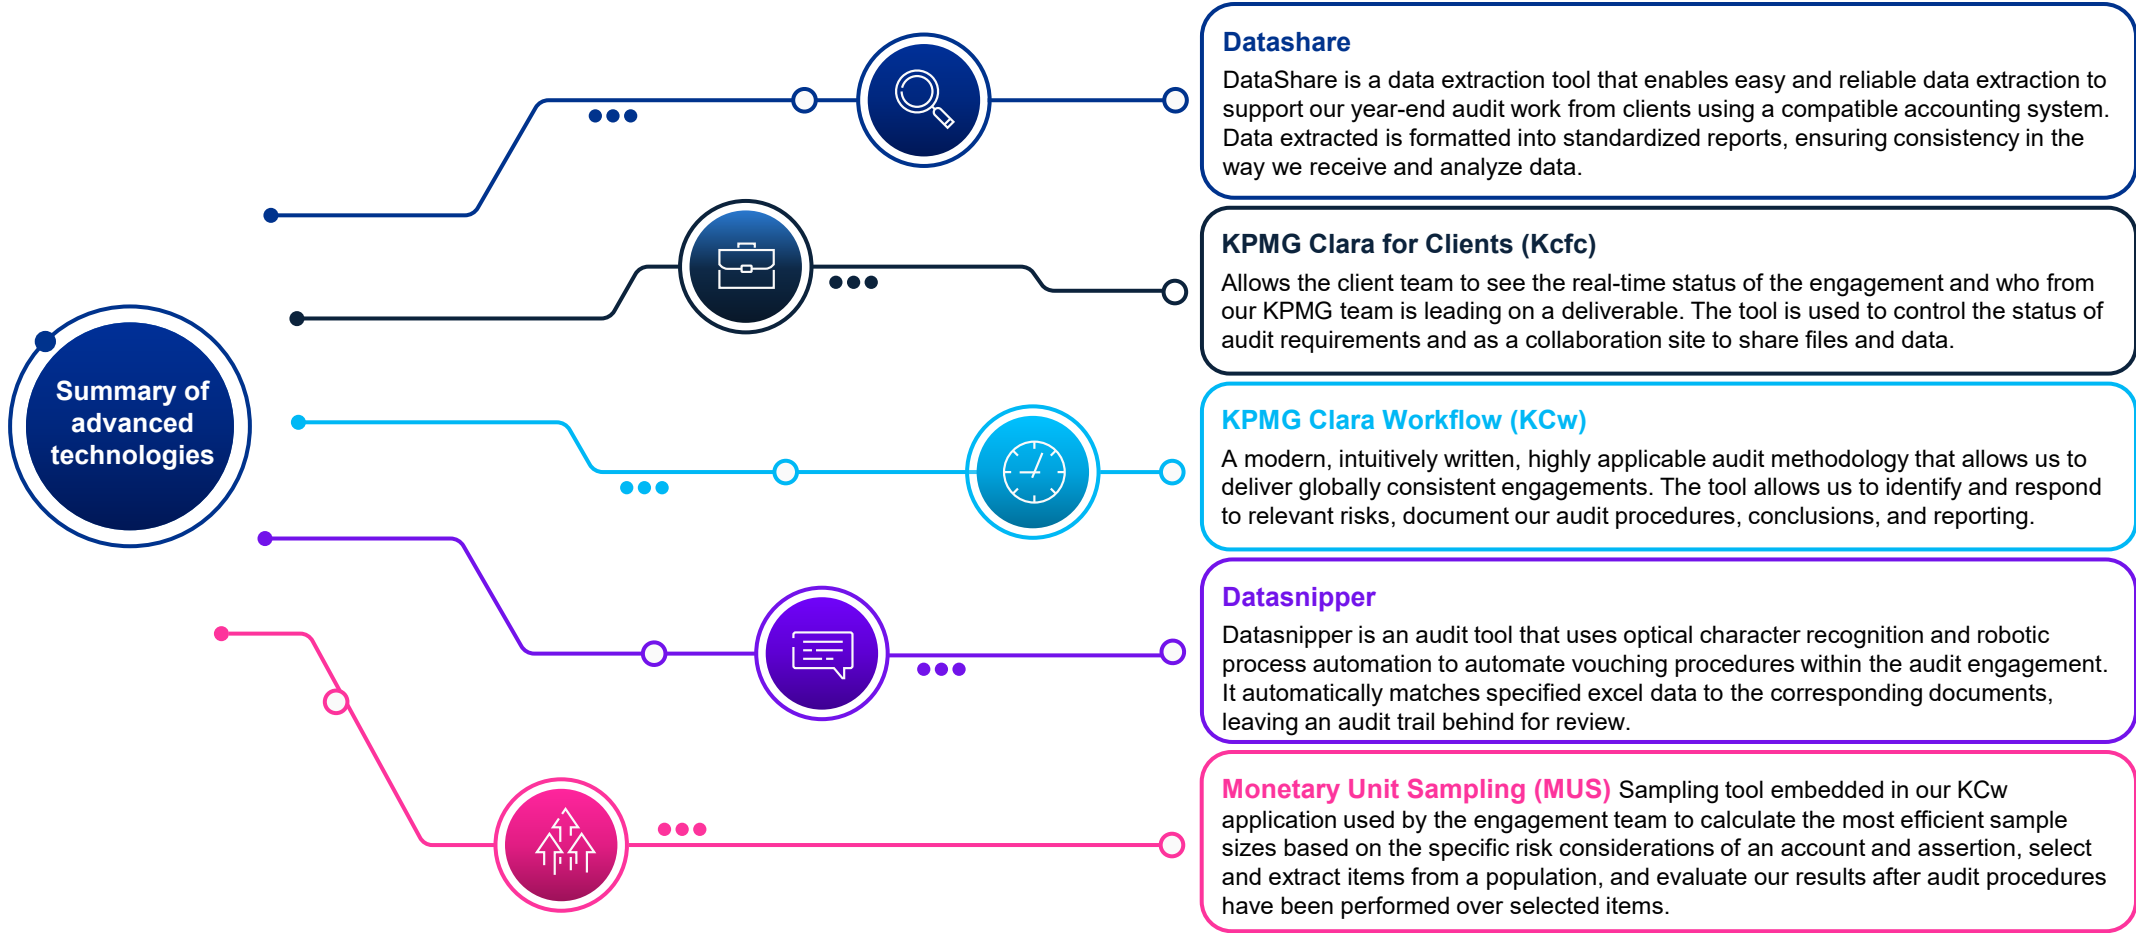 Summary of
advanced
technologies
Datashare
DataShare is a data extraction tool that enables easy and reliable data extraction to
support our year-end audit work from clients using a compatible accounting system.
Data extracted is formatted into standardized reports, ensuring consistency in the
way we receive and analyze data.
KPMG Clara for Clients (Kcfc)
Allows the client team to see the real-time status of the engagement and who from
our KPMG team is leading on a deliverable. The tool is used to control the status of
audit requirements and as a collaboration site to share files and data.
KPMG Clara Workflow (KCw)
A modern, intuitively written, highly applicable audit methodology that allows us to
deliver globally consistent engagements. The tool allows us to identify and respond
to relevant risks, document our audit procedures, conclusions, and reporting.
Datasnipper
Datasnipper is an audit tool that uses optical character recognition and robotic
process automation to automate vouching procedures within the audit engagement.
It automatically matches specified excel data to the corresponding documents,
leaving an audit trail behind for review.
Monetary Unit Sampling (MUS) Sampling tool embedded in our KCw
application used by the engagement team to calculate the most efficient sample
sizes based on the specific risk considerations of an account and assertion, select
and extract items from a population, and evaluate our results after audit procedures
have been performed over selected items.